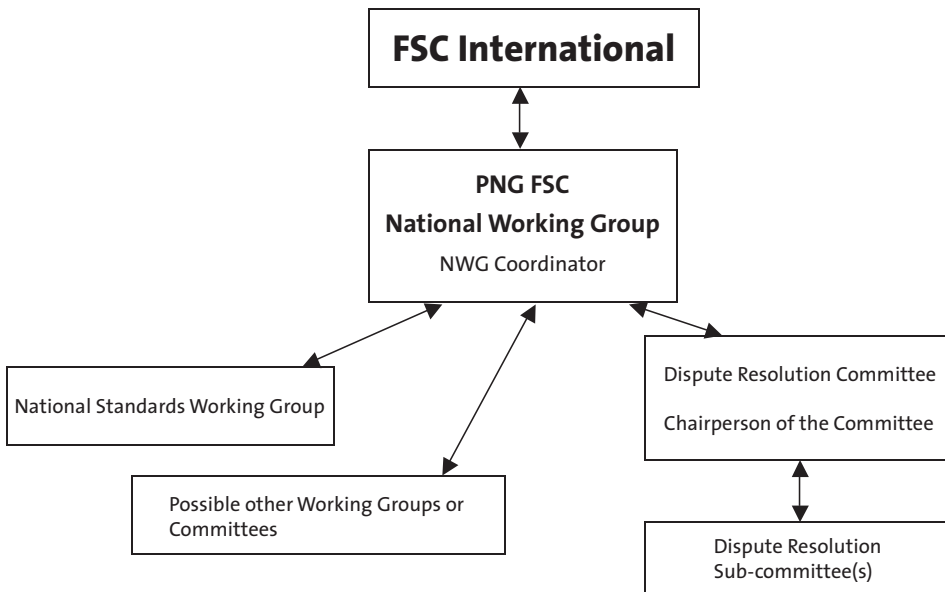 FSC International
PNG FSC
National Working Group
NWG Coordinator
National Standards Working Group
Possible other Working Groups or
Committees
Dispute Resolution Committee
Chairperson of the Committee
Dispute Resolution
Sub-committee(s)